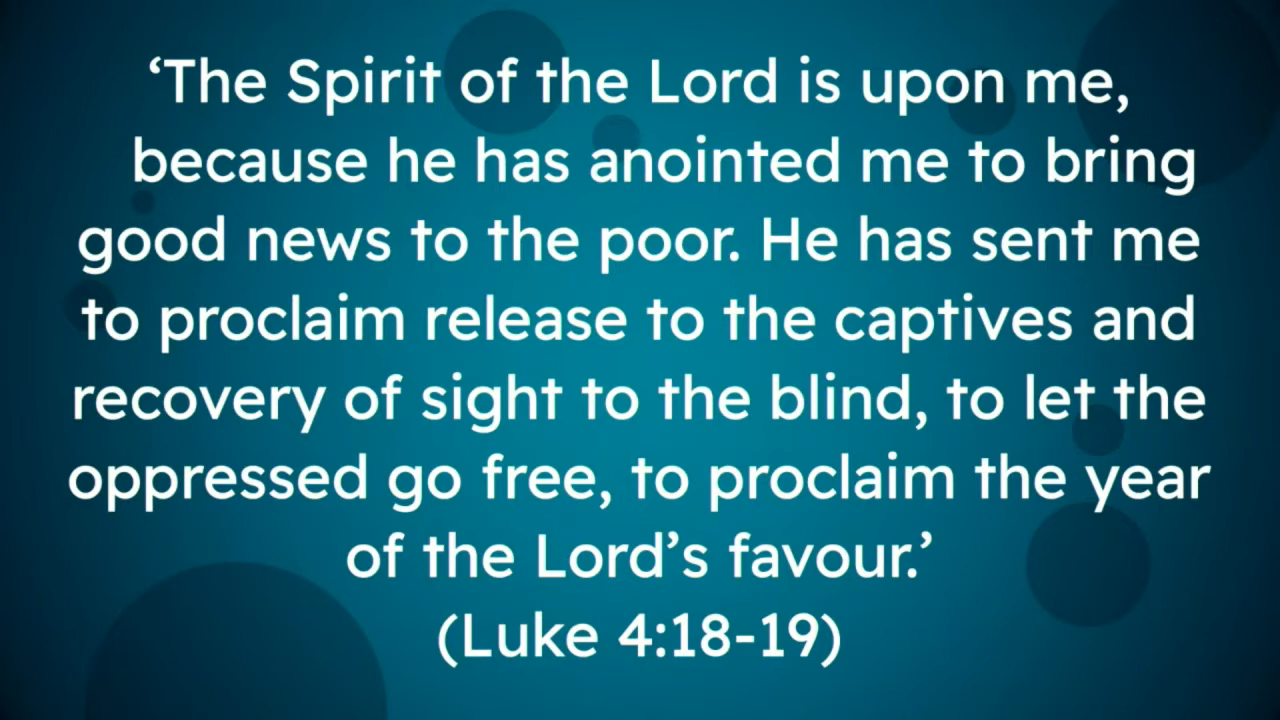 ‘The Spirit of the Lord is upon me,
because he has anointed me to bring
good news to the poor. He has sent me
to proclaim release to the captives and
recovery of sight to the blind, to let the
oppressed go free, to proclaim the year
of the Lord’s favour.’
(Luke 4:18-19)